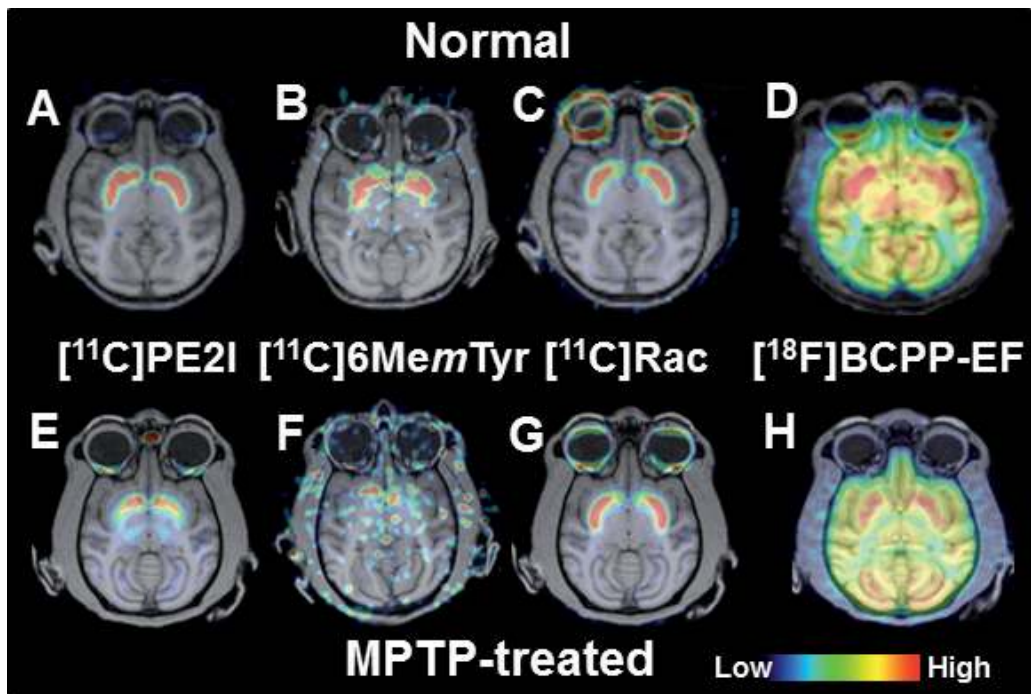 Normal
A B C D
[¹¹C]PE2I [¹¹C]6MemTyr [¹¹C]Rac [¹⁸F]BCPP-EF
E F G H
MPTP-treated
Low High